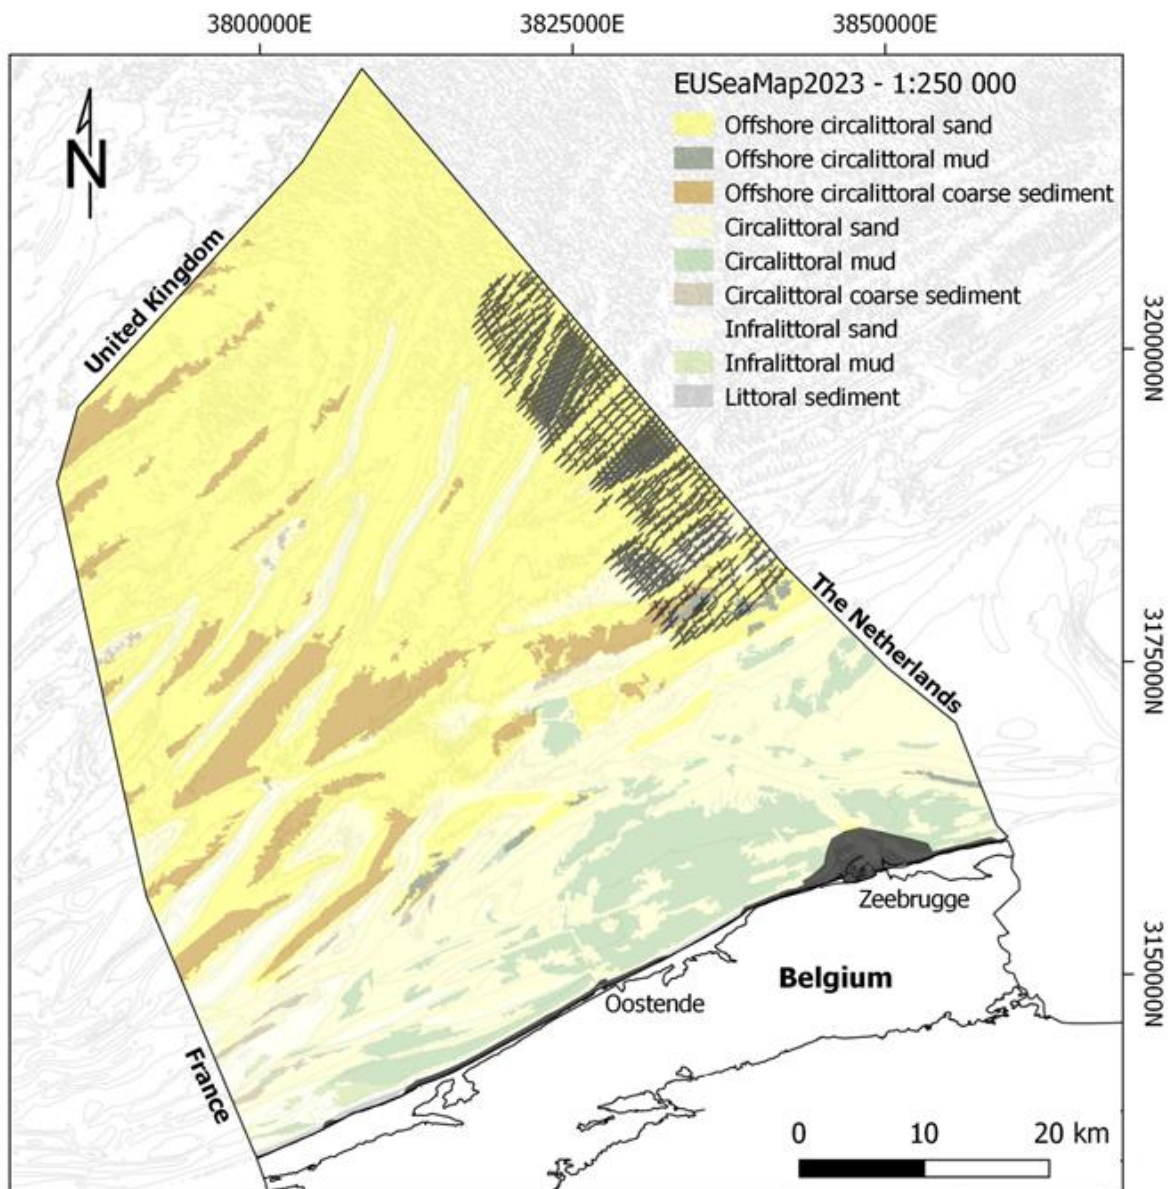 3800000E
3825000E
3850000E
EUSeaMap2023 - 1:250 000
Offshore circalittoral sand
Offshore circalittoral mud
Offshore circalittoral coarse sediment
Circalittoral sand
Circalittoral mud
Circalittoral coarse sediment
Infralittoral sand
Infralittoral mud
Littoral sediment
N
United Kingdom
3200000N
The Netherlands
3175000N
Zeebrugge
Belgium
Oostende
3150000N
France
0 10 20 km